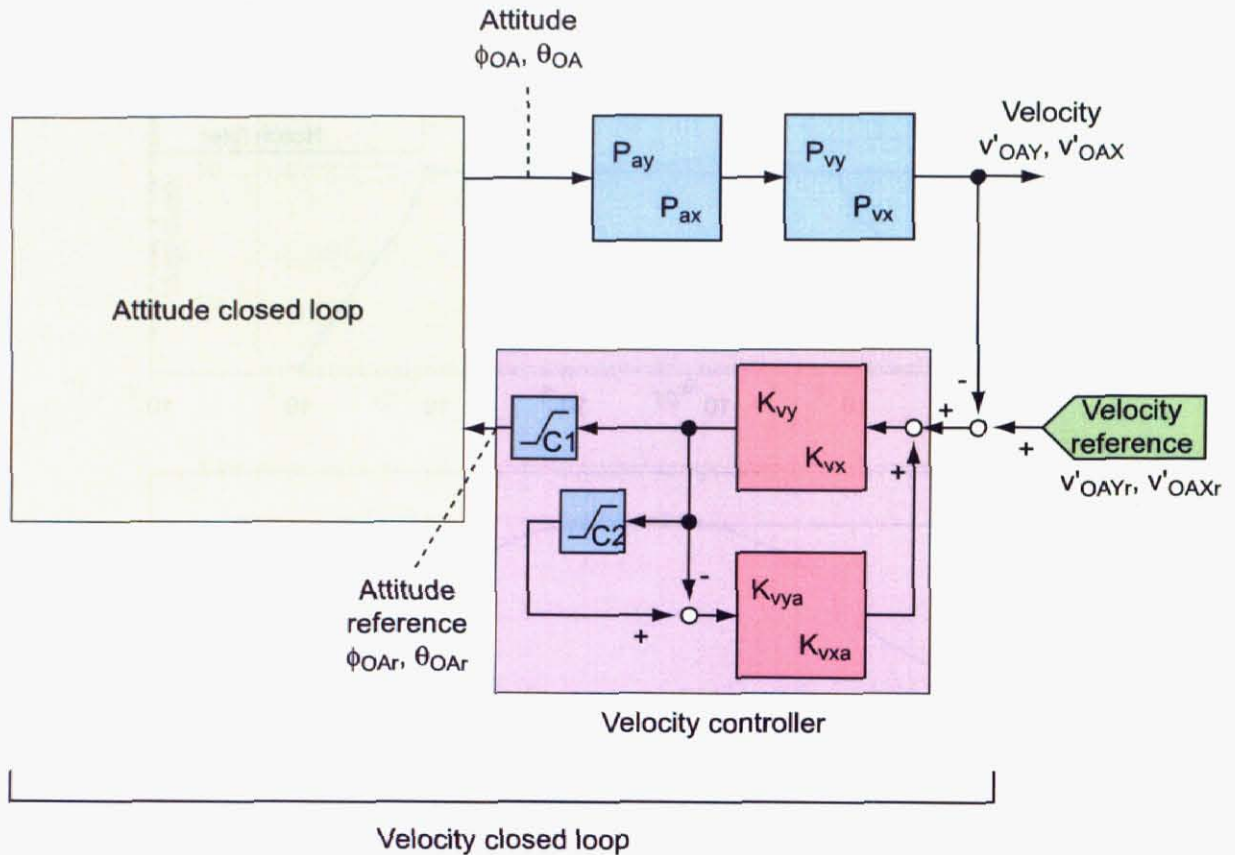 Attitude
ϕOA, θOA
Velocity
v'OAY, v'OAX
Pay
Pax
Pvy
Pvx
Attitude closed loop
C1
Kvy
Kvx
-
+
+
+
Velocity
reference
v'OAYr, v'OAXr
C2
-
+
Kvya
Kvxa
Attitude
reference
ϕOAr, θOAr
Velocity controller
Velocity closed loop